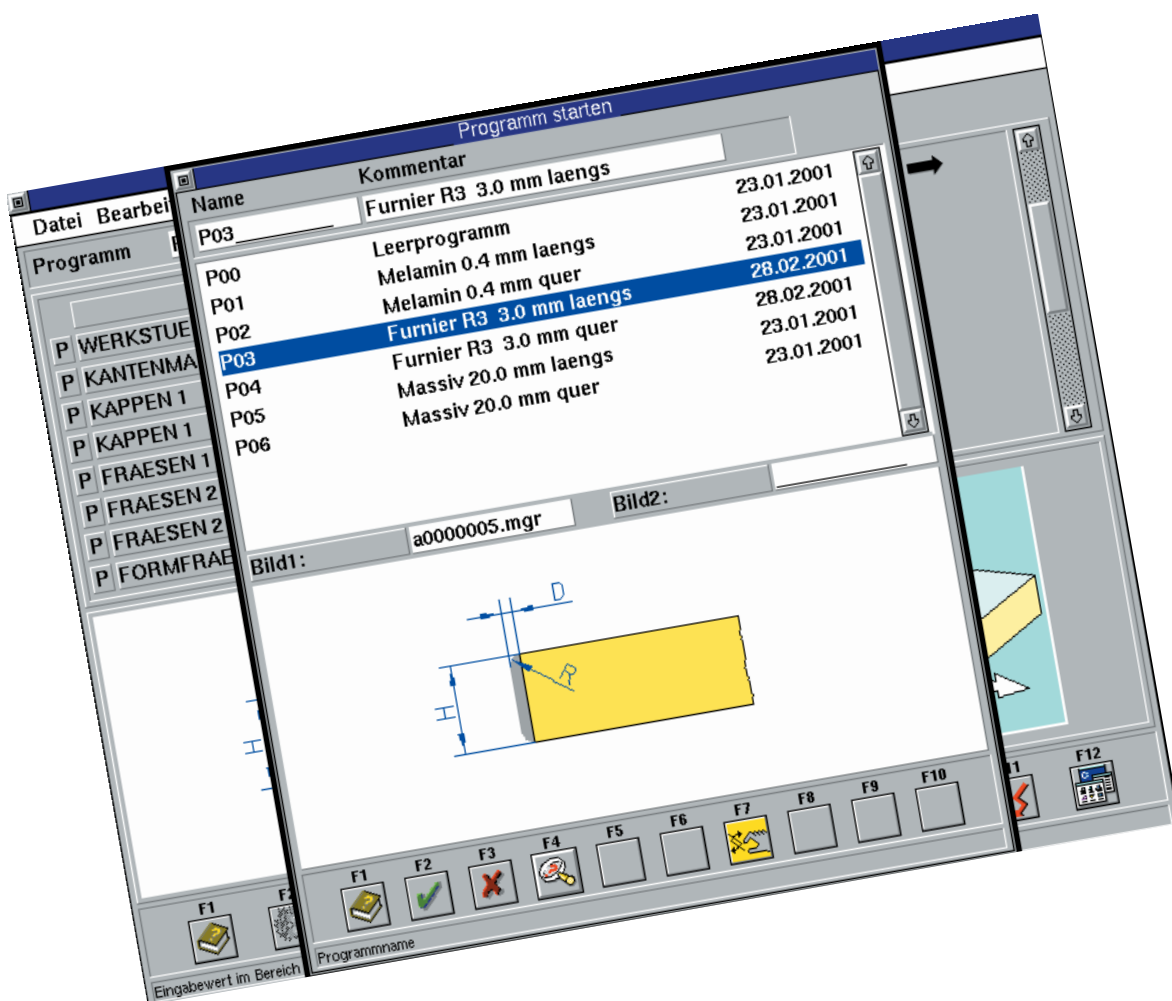 Programm starten
Name Kommentar
P03 Furnier R3 3.0 mm laengs
P00 Leerprogramm 23.01.2001
P01 Melamin 0.4 mm laengs 23.01.2001
P02 Melamin 0.4 mm quer 23.01.2001
P03 Furnier R3 3.0 mm laengs 28.02.2001
P04 Furnier R3 3.0 mm quer 28.02.2001
P05 Massiv 20.0 mm laengs 23.01.2001
P06 Massiv 20.0 mm quer 23.01.2001
Bild1: a0000005.mgr Bild2:
D
R
H
F1 F2 F3 F4 F5 F6 F7 F8 F9 F10
Programmname
Datei Bearbei
Programm
P WERKSTUE
P KANTENMA
P KAPPEN 1
P KAPPEN 1
P FRAESEN 1
P FRAESEN 2
P FRAESEN 2
P FORMFRAE
H
F1 F2 11 F12
Eingabewert im Bereich